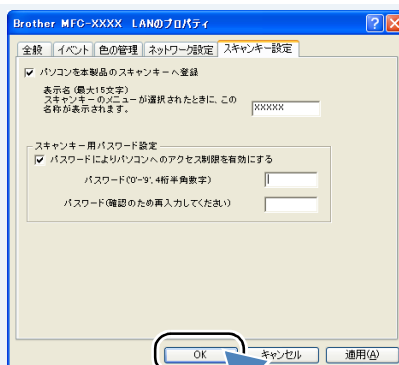 Brother MFC-XXXX LANのプロパティ
全般 イベント 色の管理 ネットワーク設定 スキャンキー設定
パソコンを本製品のスキャンキーへ登録
表示名 (最大15文字)
スキャンキーのメニューが選択されたときに、この
名称が表示されます。
XXXXX
スキャンキー用パスワード設定
パスワードによりパソコンへのアクセス制限を有効にする
パスワード('0'-'9', 4桁半角数字)
パスワード(確認のため再入力してください)
OK キャンセル 適用(A)